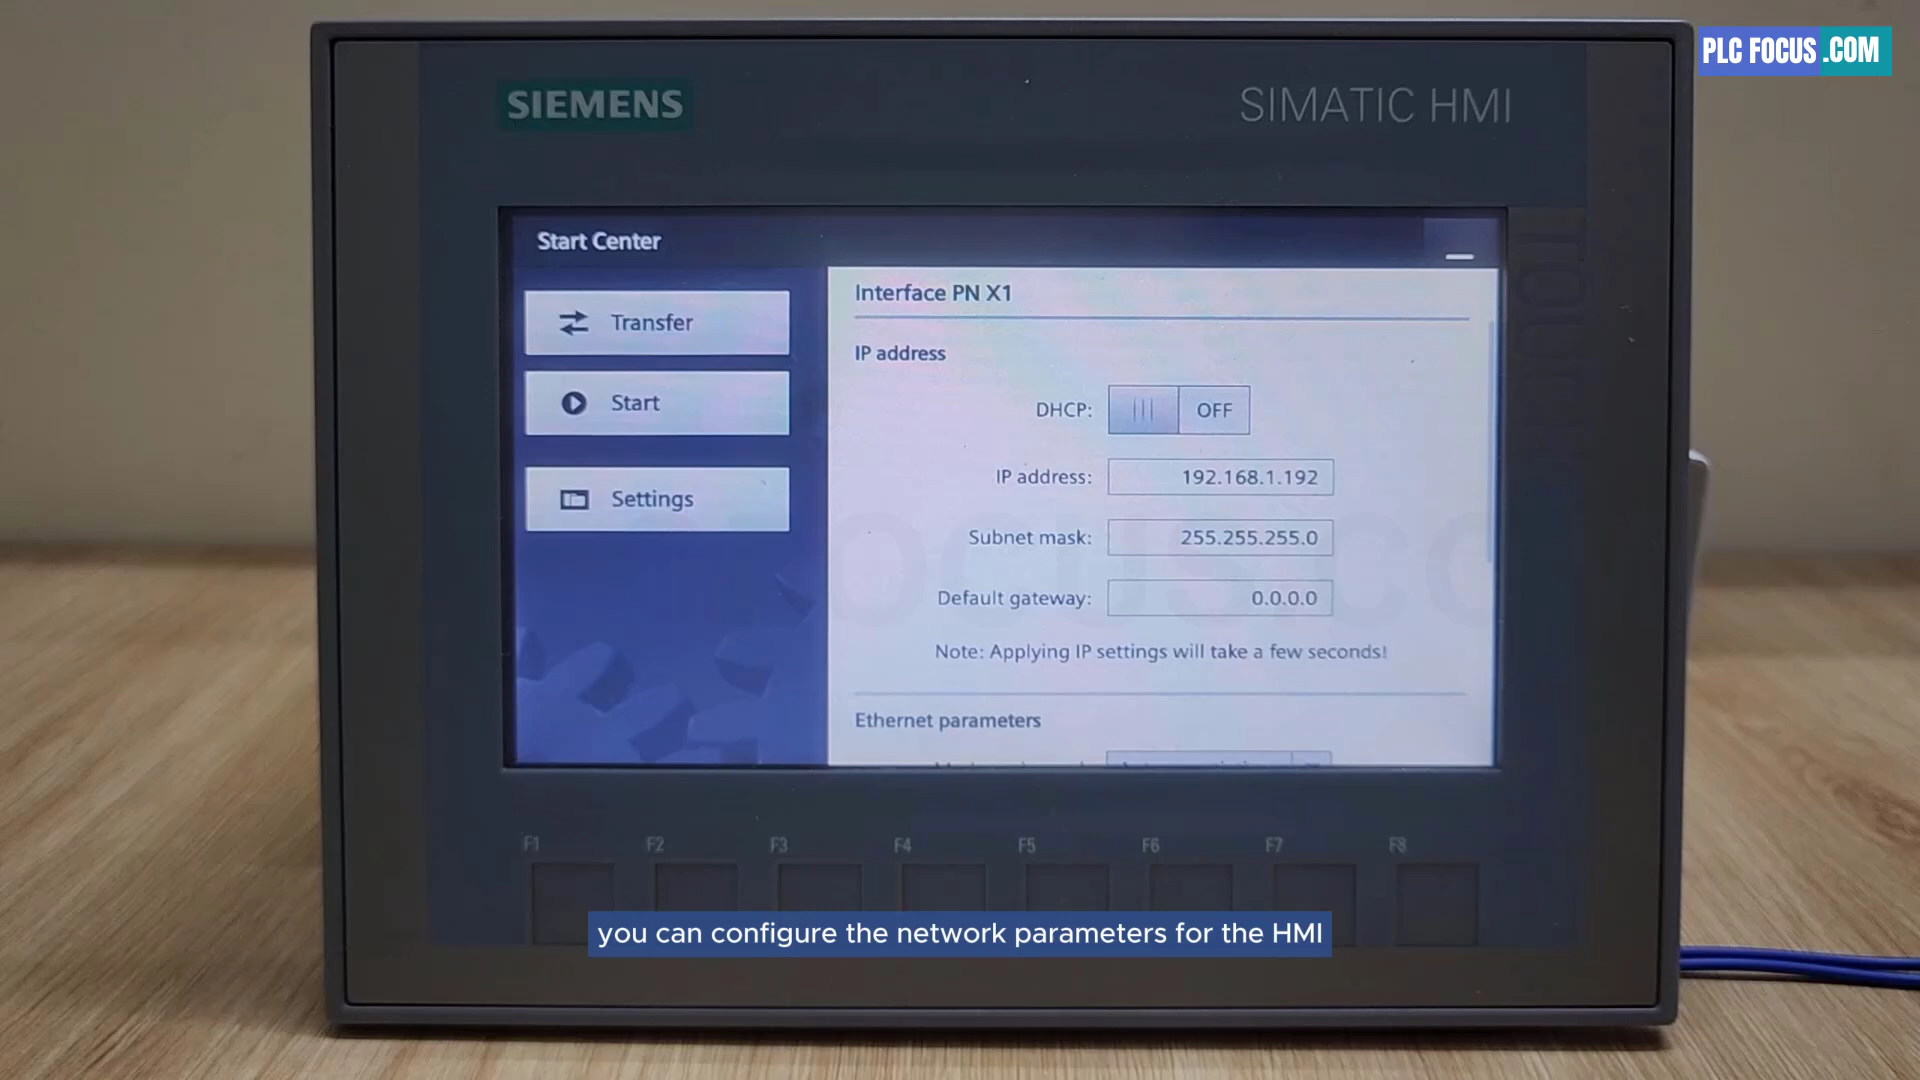 PLC FOCUS .COM
SIEMENS
SIMATIC HMI
Start Center
Transfer
Start
Settings
Interface PN X1
IP address
DHCP: OFF
IP address: 192.168.1.192
Subnet mask: 255.255.255.0
Default gateway: 0.0.0.0
Note: Applying IP settings will take a few seconds!
Ethernet parameters
F1 F2 F3 F4 F5 F6 F7 F8
you can configure the network parameters for the HMI